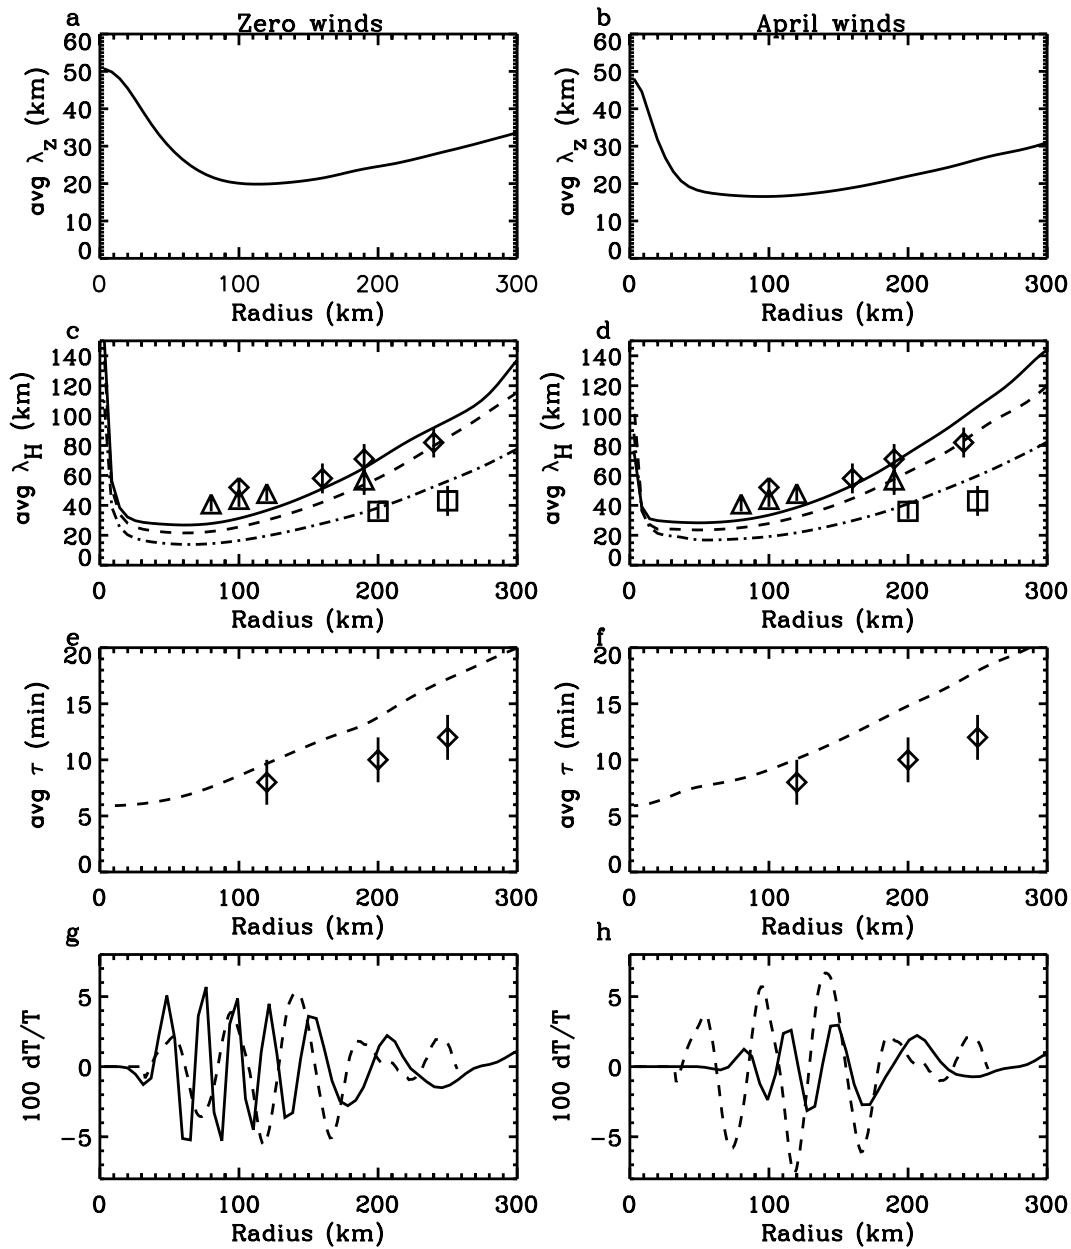 a
Zero winds
60
50
40
30
20
10
0
avg λz (km)
0 100 200 300
Radius (km)
b
April winds
60
50
40
30
20
10
0
avg λz (km)
0 100 200 300
Radius (km)
c
140
120
100
80
60
40
20
0
avg λH (km)
0 100 200 300
Radius (km)
d
140
120
100
80
60
40
20
0
avg λH (km)
0 100 200 300
Radius (km)
e
20
15
10
5
0
avg τ (min)
0 100 200 300
Radius (km)
f
20
15
10
5
0
avg τ (min)
0 100 200 300
Radius (km)
g
5
0
−5
100 dT/T
0 100 200 300
Radius (km)
h
5
0
−5
100 dT/T
0 100 200 300
Radius (km)